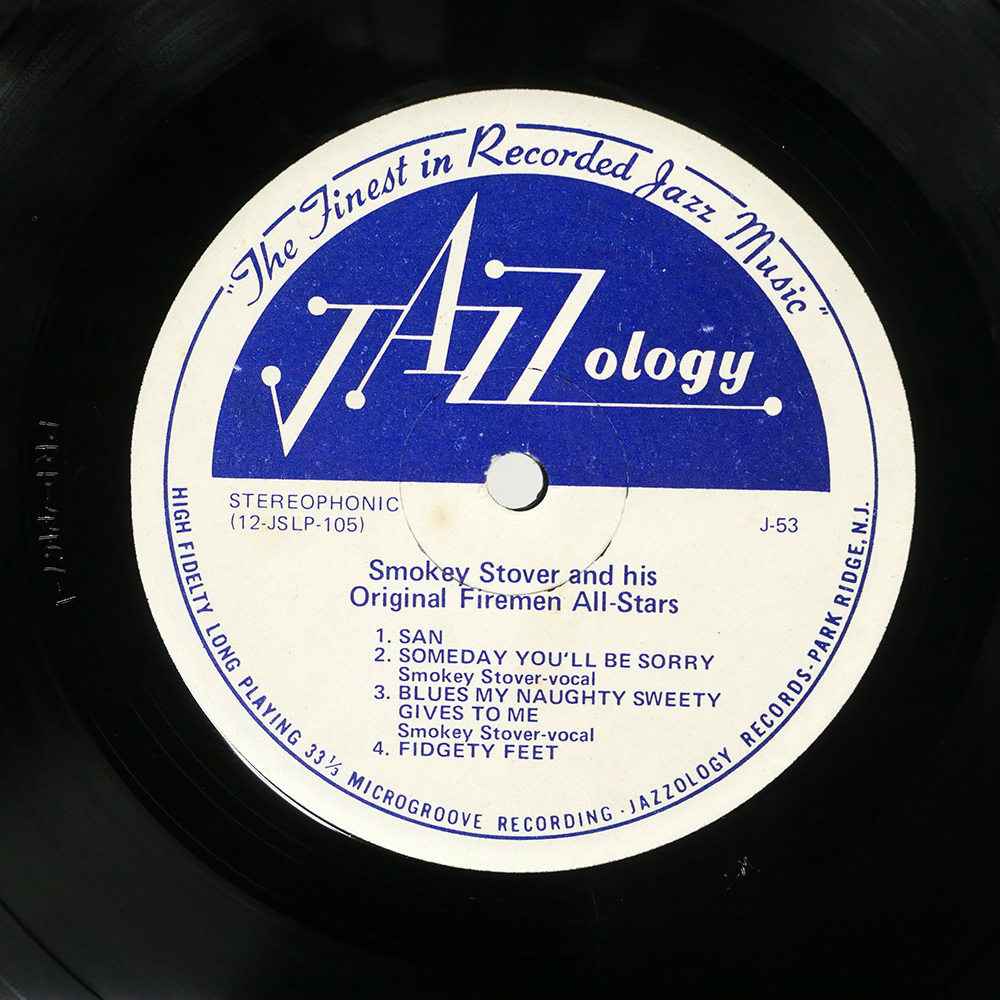 "The Finest in Recorded Jazz Music"
JAZZology
STEREOPHONIC
(12-JSLP-105)
J-53
Smokey Stover and his
Original Firemen All-Stars
1. SAN
2. SOMEDAY YOU'LL BE SORRY
Smokey Stover-vocal
3. BLUES MY NAUGHTY SWEETY
GIVES TO ME
Smokey Stover-vocal
4. FIDGETY FEET
HIGH FIDELTY LONG PLAYING 33⅓ MICROGROOVE RECORDING - JAZZOLOGY RECORDS - PARK RIDGE, N.J.